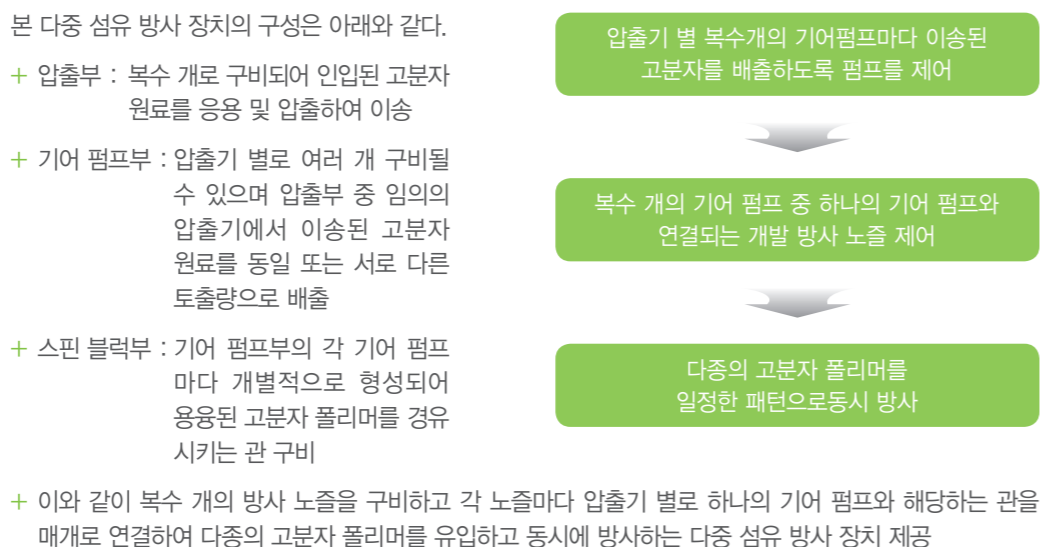 본 다중 섬유 방사 장치의 구성은 아래와 같다.
+ 압출부 : 복수 개로 구비되어 인입된 고분자
원료를 응용 및 압출하여 이송
+ 기어 펌프부 : 압출기 별로 여러 개 구비될
수 있으며 압출부 중 임의의
압출기에서 이송된 고분자
원료를 동일 또는 서로 다른
토출량으로 배출
+ 스핀 블럭부 : 기어 펌프부의 각 기어 펌프
마다 개별적으로 형성되어
용융된 고분자 폴리머를 경유
시키는 관 구비
압출기 별 복수개의 기어펌프마다 이송된
고분자를 배출하도록 펌프를 제어
복수 개의 기어 펌프 중 하나의 기어 펌프와
연결되는 개발 방사 노즐 제어
다종의 고분자 폴리머를
일정한 패턴으로동시 방사
+ 이와 같이 복수 개의 방사 노즐을 구비하고 각 노즐마다 압출기 별로 하나의 기어 펌프와 해당하는 관을
매개로 연결하여 다종의 고분자 폴리머를 유입하고 동시에 방사하는 다중 섬유 방사 장치 제공